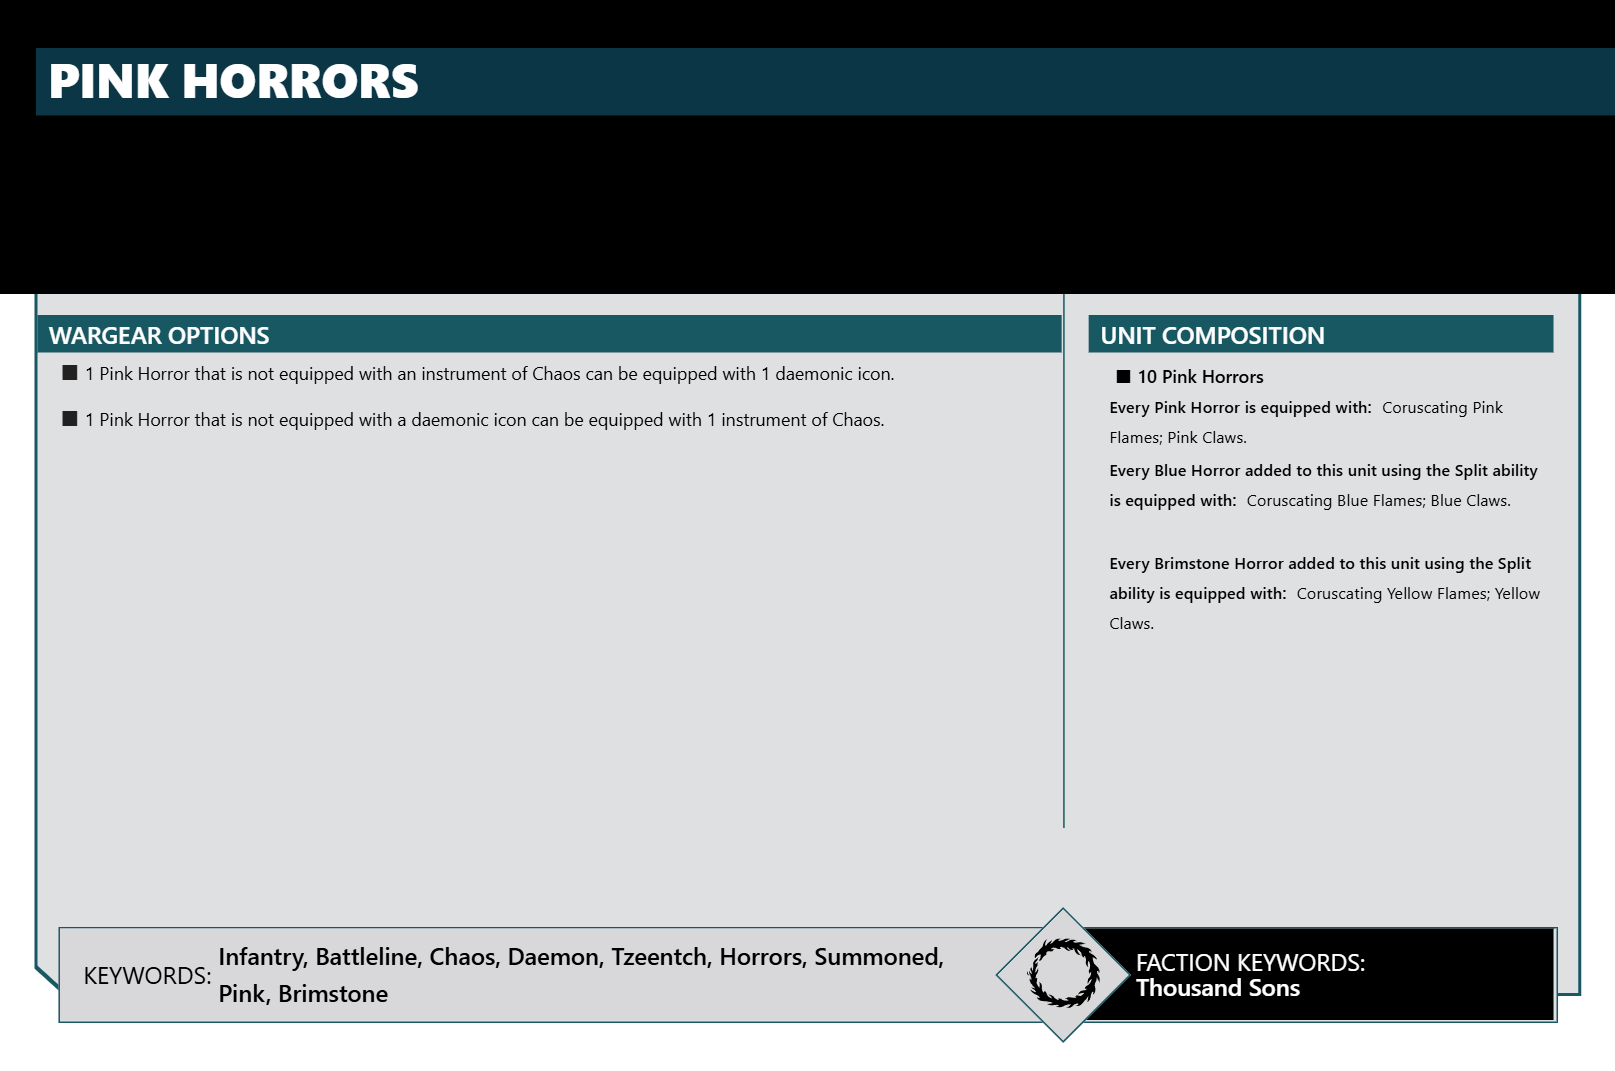 PINK HORRORS
WARGEAR OPTIONS
■ 1 Pink Horror that is not equipped with an instrument of Chaos can be equipped with 1 daemonic icon.
■ 1 Pink Horror that is not equipped with a daemonic icon can be equipped with 1 instrument of Chaos.
UNIT COMPOSITION
■ 10 Pink Horrors
Every Pink Horror is equipped with: Coruscating Pink
Flames; Pink Claws.
Every Blue Horror added to this unit using the Split ability
is equipped with: Coruscating Blue Flames; Blue Claws.
Every Brimstone Horror added to this unit using the Split
ability is equipped with: Coruscating Yellow Flames; Yellow
Claws.
KEYWORDS: Infantry, Battleline, Chaos, Daemon, Tzeentch, Horrors, Summoned,
Pink, Brimstone
FACTION KEYWORDS:
Thousand Sons